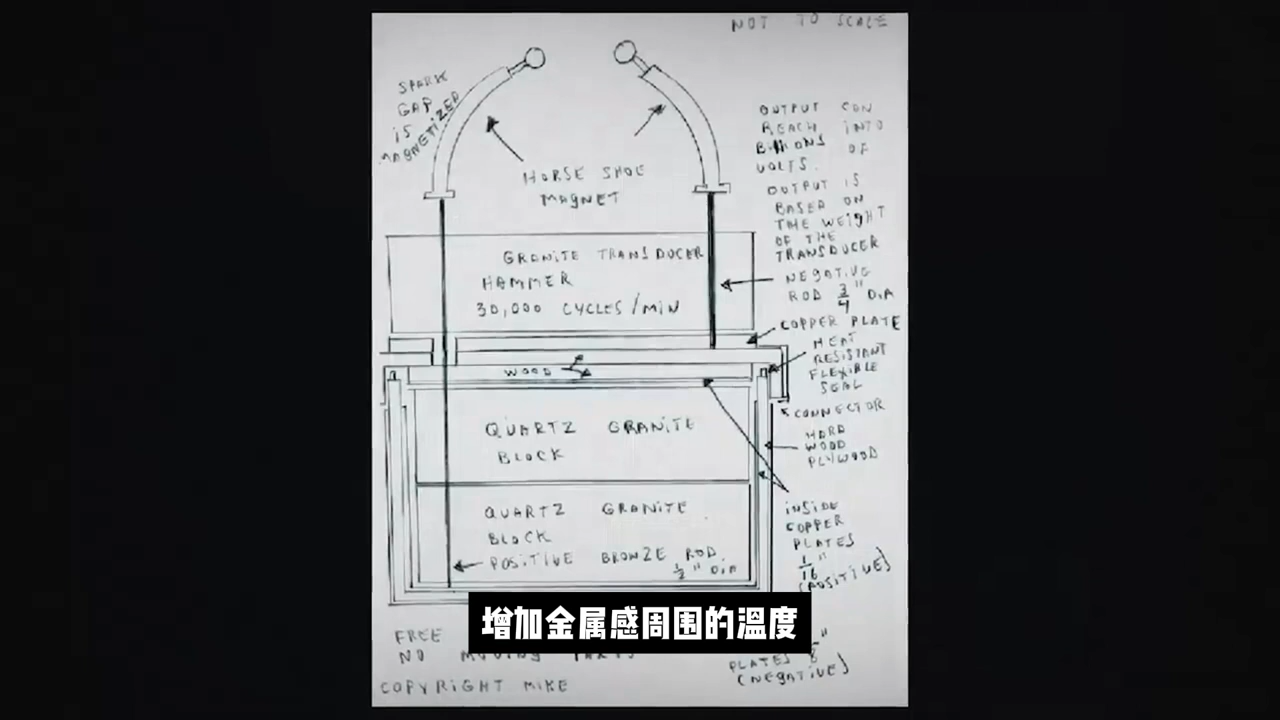 NOT TO SCALE
SPARK
GAP
iS
MAGNETIZED
HORSE SHOE
MAGNET
OUTPUT CAN
REACH INTO
BillIONS OF
VOLTS.
OUTPUT IS
BASED ON
THE WEIGHT
OF THE
TRANSDUCER
GRANITE TRANSDUCER
HAMMER
30,000 CYCLES/MIN
NEGATIVE
ROD 3/4" DiA
COPPER PLATE
HEAT
RESISTANT
FLEXIBLE
SEAL
WOOD
CONNECTOR
HARD
WOOD
PLYWOOD
QUARTZ GRANITE
BLOCK
QUARTZ GRANITE
BLOCK
POSITIVE BRONZE ROD
1/2" DiA
INSIDE
COPPER
PLATES
1/16"
(POSITIVE)
增加金属感周围的溫度
FREE
NO
PLATES
(NEGATIVE)
COPYRIGHT MIKE